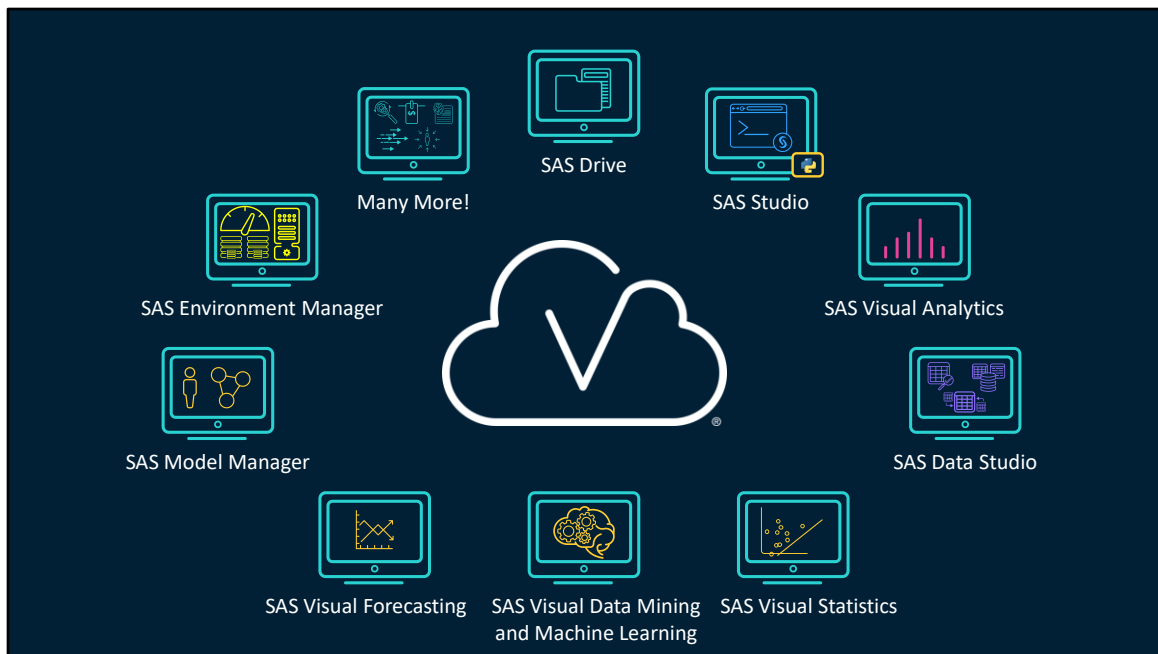 SAS Drive
Many More!
SAS Studio
SAS Environment Manager
SAS Visual Analytics
V
®
SAS Model Manager
SAS Data Studio
SAS Visual Forecasting
SAS Visual Data Mining
and Machine Learning
SAS Visual Statistics